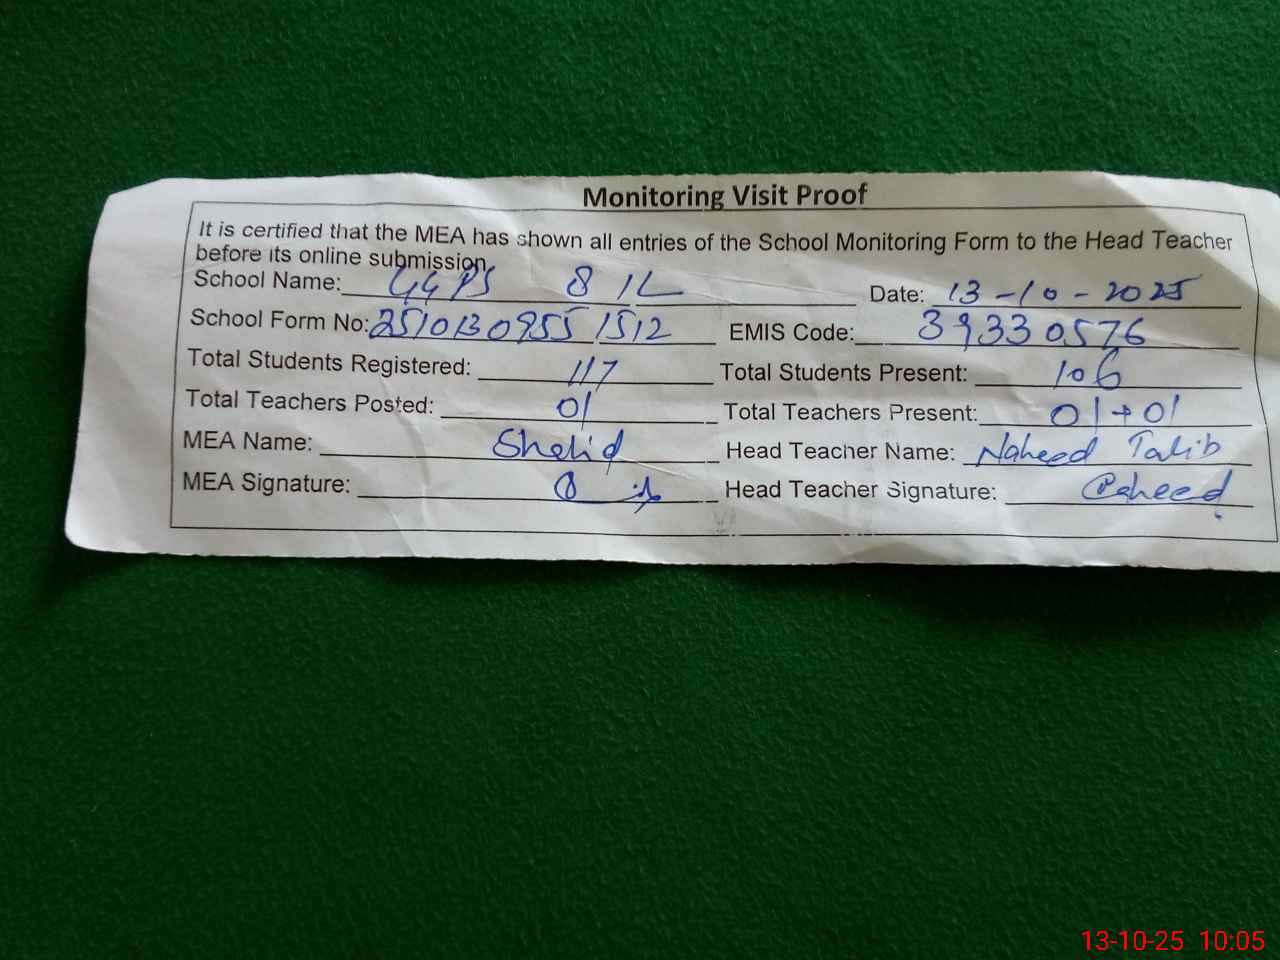 Monitoring Visit Proof
It is certified that the MEA has shown all entries of the School Monitoring Form to the Head Teacher
before its online submission
School Name: GGPS 8 1L Date: 13-10-2025
School Form No: 25101309551512 EMIS Code: 39330576
Total Students Registered: 117 Total Students Present: 106
Total Teachers Posted: 01 Total Teachers Present: 01+01
MEA Name: Shahid Head Teacher Name: Naheed Talib
MEA Signature: Head Teacher Signature: Naheed
13-10-25 10:05